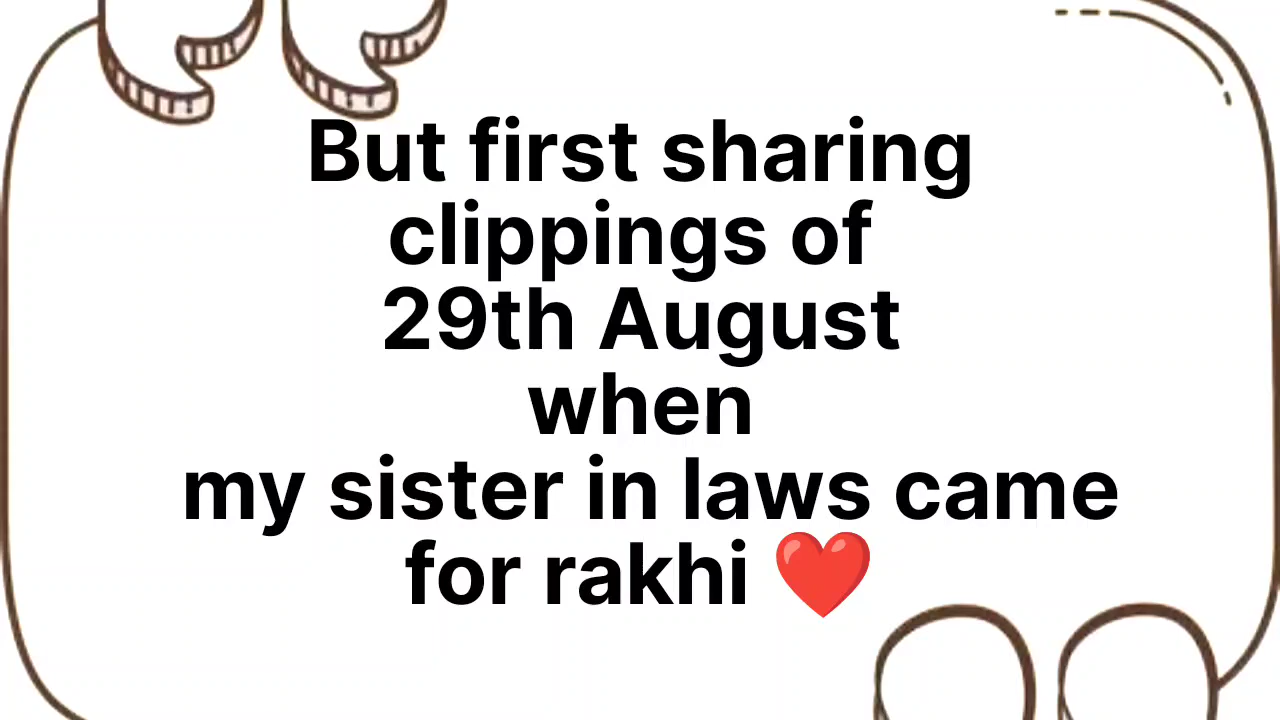 But first sharing
clippings of
29th August
when
my sister in laws came
for rakhi ❤️